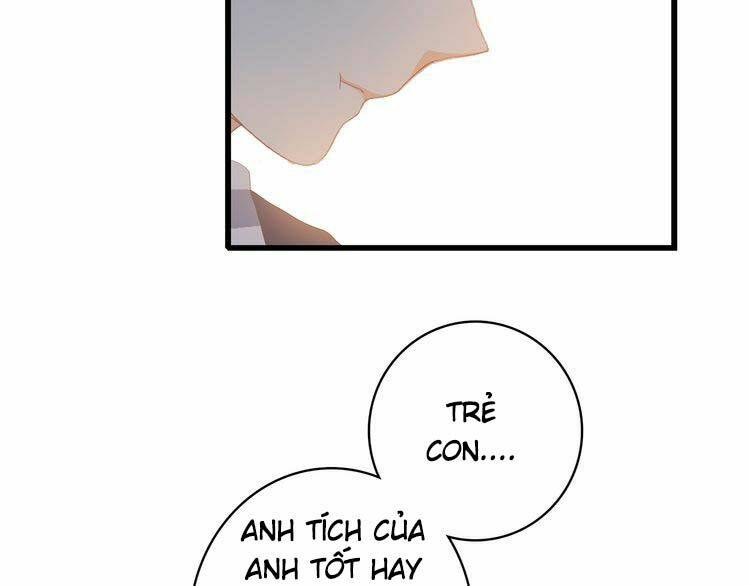 TRẺ
CON....
ANH TÍCH CỦA
ANH TỐT HAY